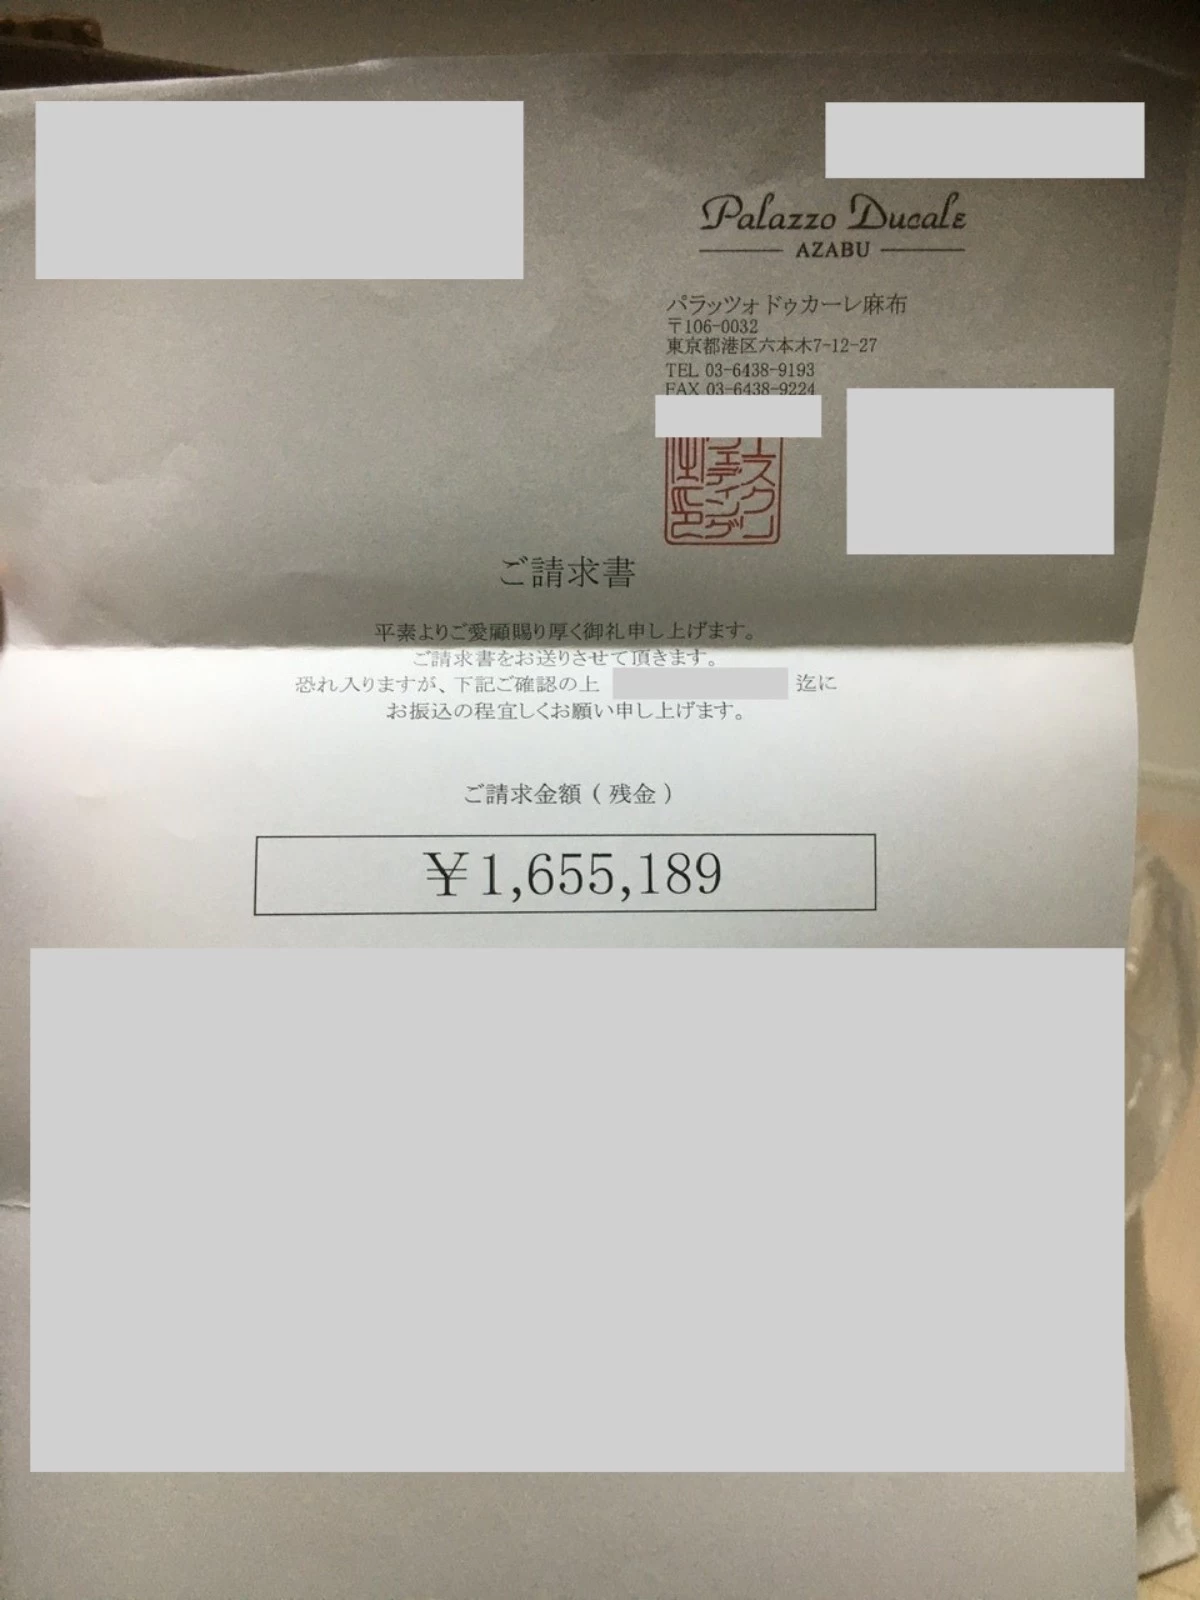 Palazzo Ducale
AZABU
パラッツォドゥカーレ麻布
〒106-0032
東京都港区六本木7-12-27
TEL 03-6438-9193
FAX 03-6438-9224
ご請求書
平素よりご愛顧賜り厚く御礼申し上げます。
ご請求書をお送りさせて頂きます。
恐れ入りますが、下記ご確認の上 迄に
お振込の程宜しくお願い申し上げます。
ご請求金額(残金)
¥1,655,189